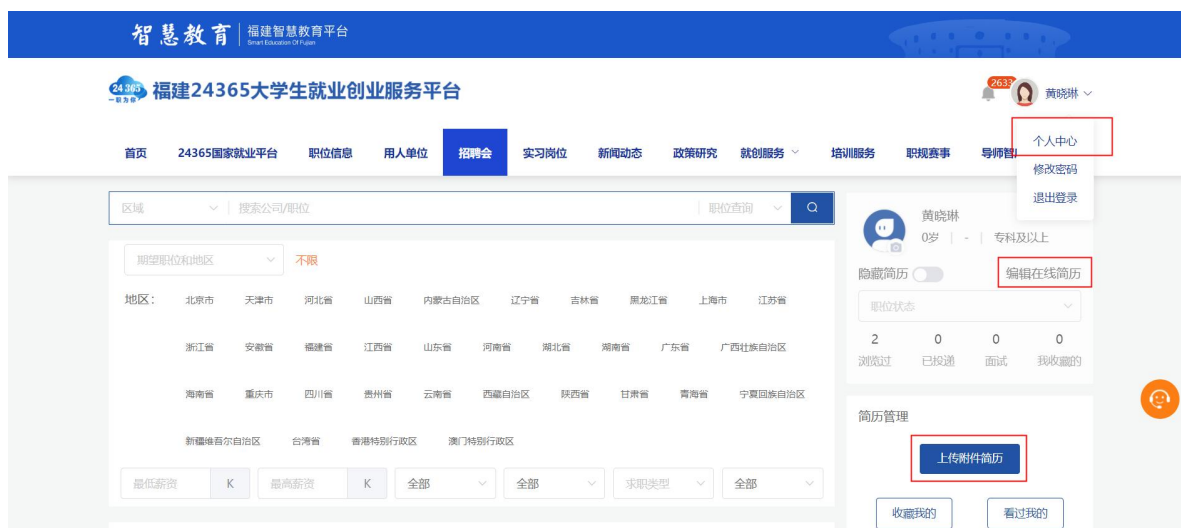 智慧教育 福建智慧教育平台
Smart Education Of Fujian
24365 一职为你 福建24365大学生就业创业服务平台 2633 黄晓琳
个人中心
修改密码
退出登录
首页 24365国家就业平台 职位信息 用人单位 招聘会 实习岗位 新闻动态 政策研究 就创服务 培训服务 职规赛事 导师智
区域 搜索公司/职位 职位查询
期望职位和地区 不限
地区： 北京市 天津市 河北省 山西省 内蒙古自治区 辽宁省 吉林省 黑龙江省 上海市 江苏省
浙江省 安徽省 福建省 江西省 山东省 河南省 湖北省 湖南省 广东省 广西壮族自治区
海南省 重庆市 四川省 贵州省 云南省 西藏自治区 陕西省 甘肃省 青海省 宁夏回族自治区
新疆维吾尔自治区 台湾省 香港特别行政区 澳门特别行政区
最低薪资 K 最高薪资 K 全部 全部 求职类型 全部
黄晓琳
0岁 | - | 专科及以上
隐藏简历 编辑在线简历
职位状态
2 0 0 0
浏览过 已投递 面试 我收藏的
简历管理
上传附件简历
收藏我的 看过我的